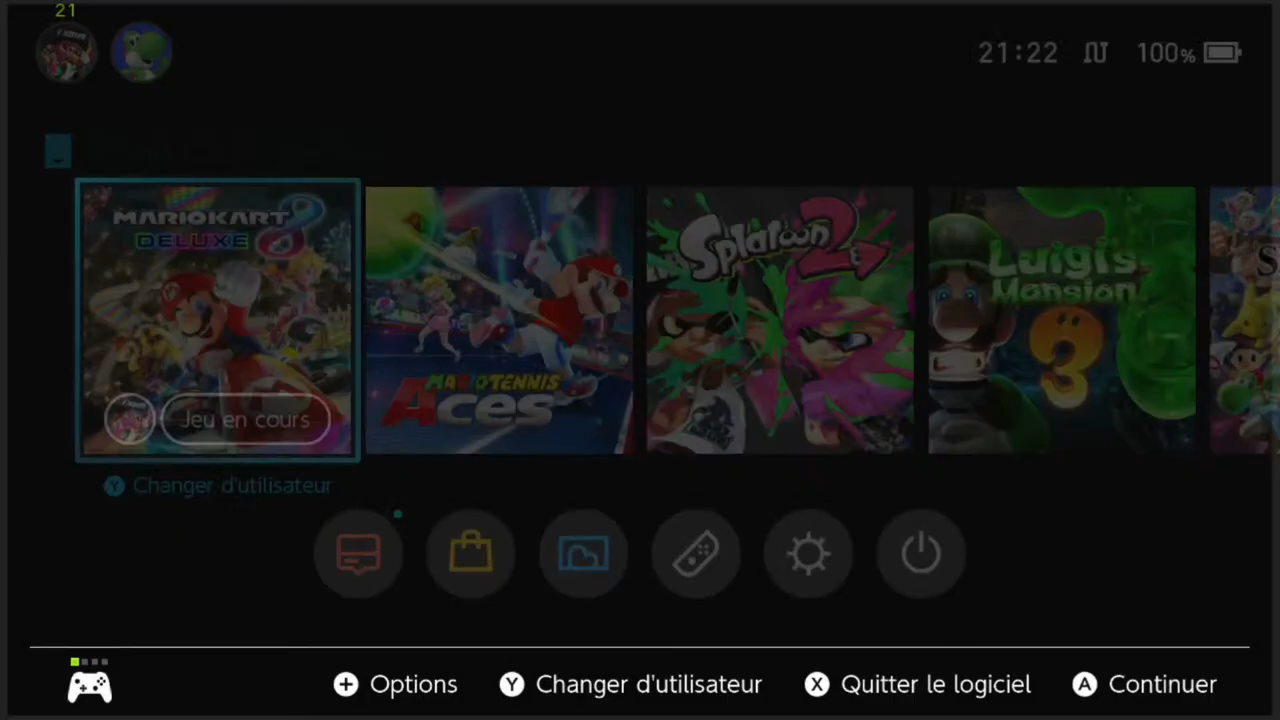 21
21:22 100%
MARIOKART 8
DELUXE
Jeu en cours
MARIO TENNIS
Aces
Splatoon 2
Luigi's
Mansion
3
S
Y Changer d'utilisateur
+ Options Y Changer d'utilisateur X Quitter le logiciel A Continuer